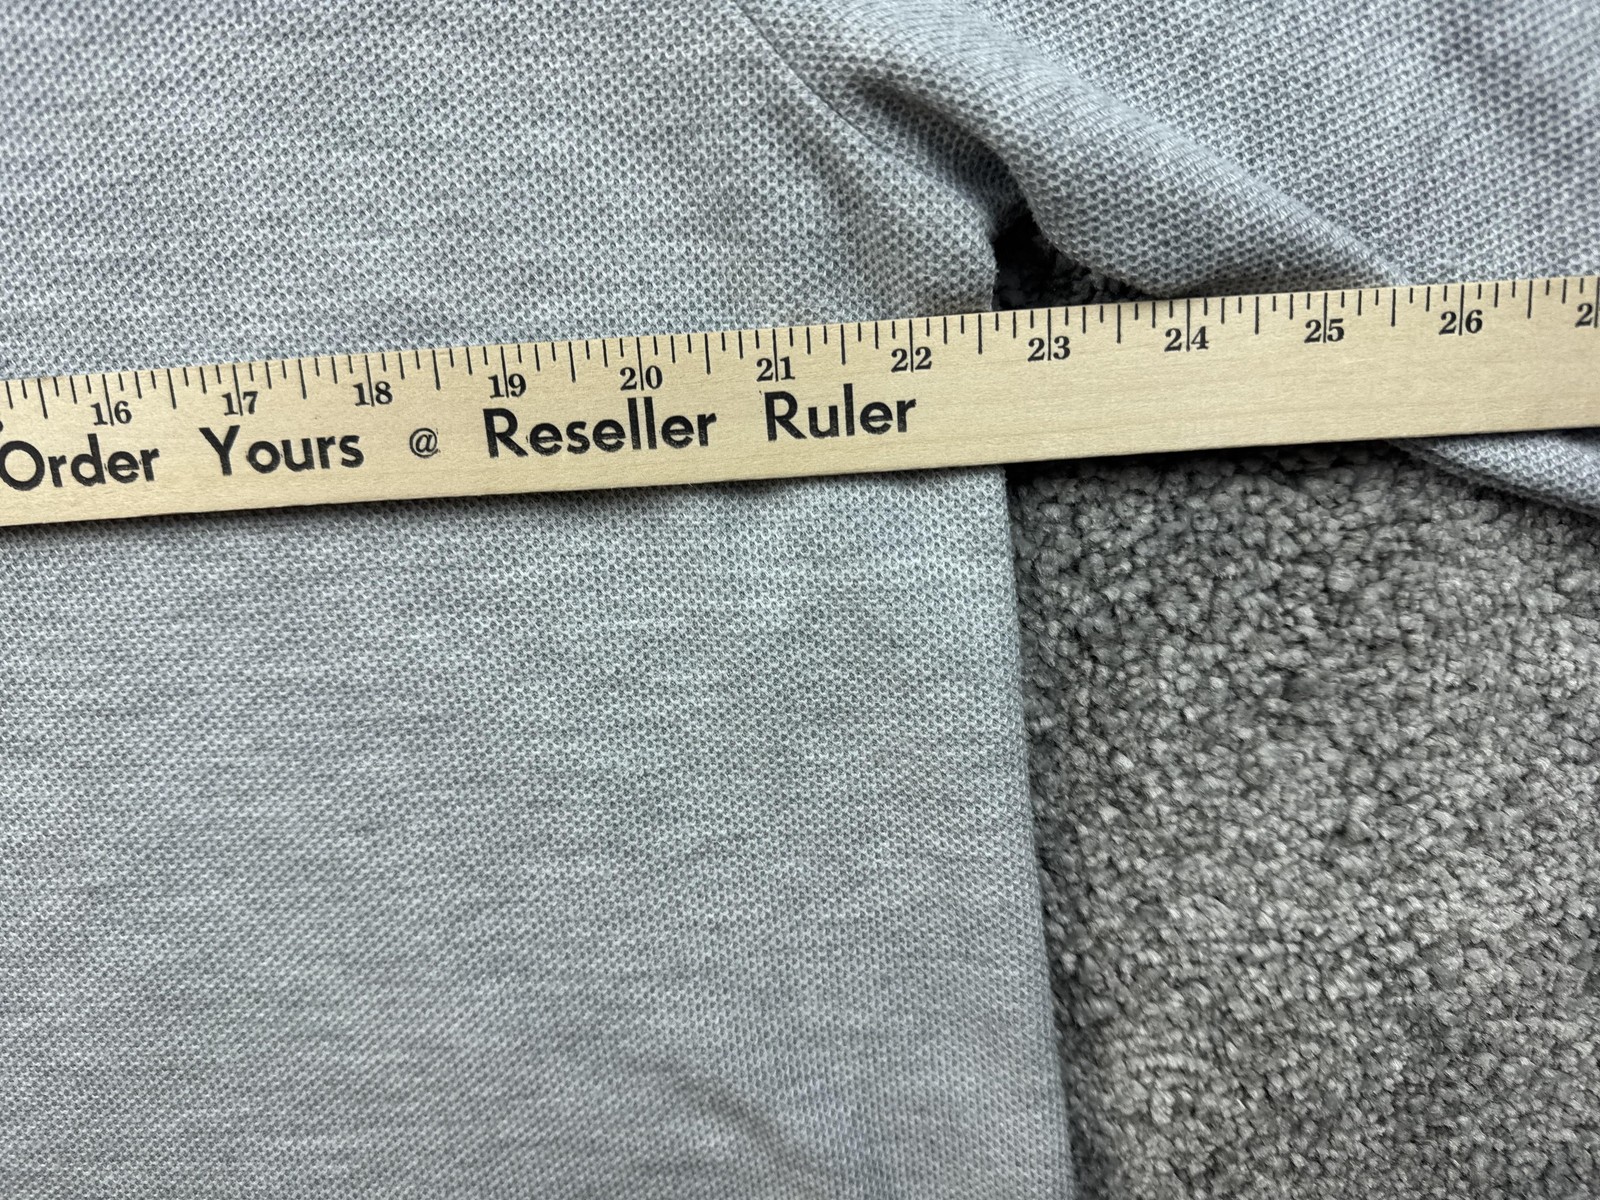 16 17 18 19 20 21 22 23 24 25 26
Order Yours @ Reseller Ruler